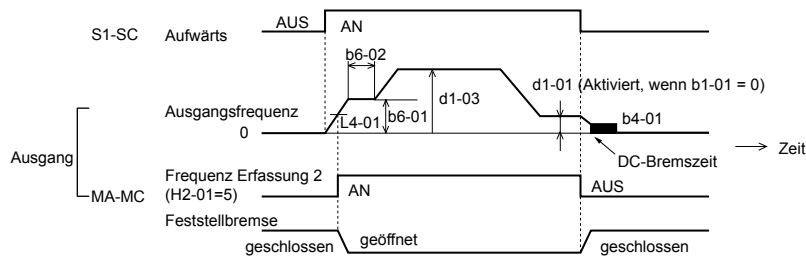 AUS
AN
S1-SC
Aufwärts
b6-02
d1-01 (Aktiviert, wenn b1-01 = 0)
d1-03
Ausgangsfrequenz
L4-01
b6-01
b4-01
0
Zeit
Ausgang
DC-Bremszeit
Frequenz Erfassung 2
MA-MC
(H2-01=5)
AN
AUS
Feststellbremse
geschlossen
geöffnet
geschlossen